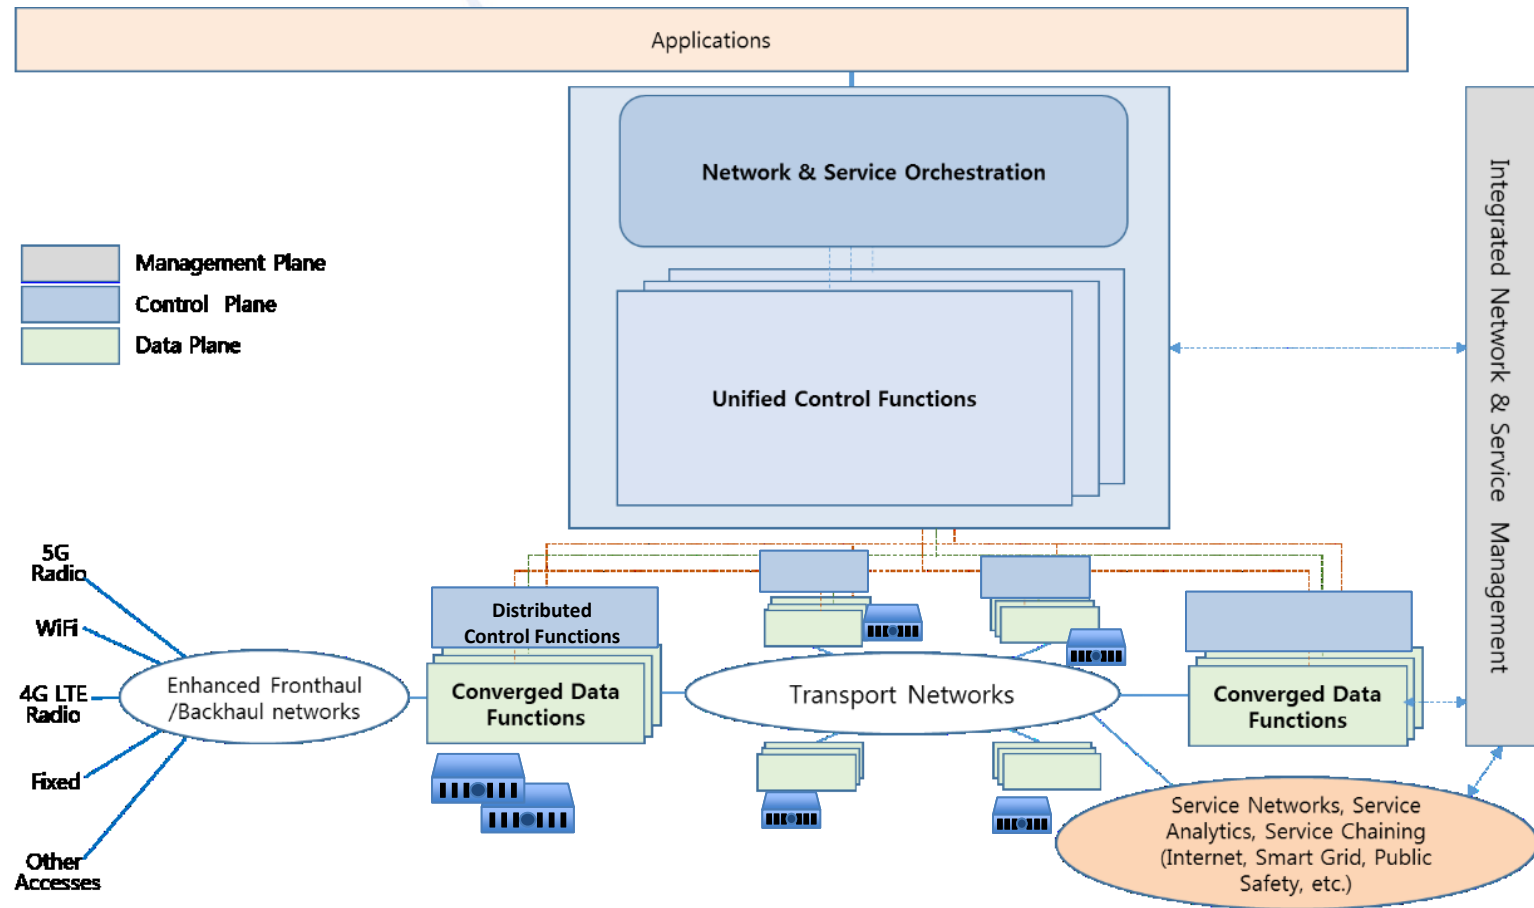 Applications
Network & Service Orchestration
Management Plane
Control Plane
Data Plane
Unified Control Functions
Integrated Network & Service Management
5G
Radio
WiFi
4G LTE
Radio
Fixed
Other
Accesses
Enhanced Fronthaul
/Backhaul networks
Distributed
Control Functions
Converged Data
Functions
Transport Networks
Converged Data
Functions
Service Networks, Service
Analytics, Service Chaining
(Internet, Smart Grid, Public
Safety, etc.)